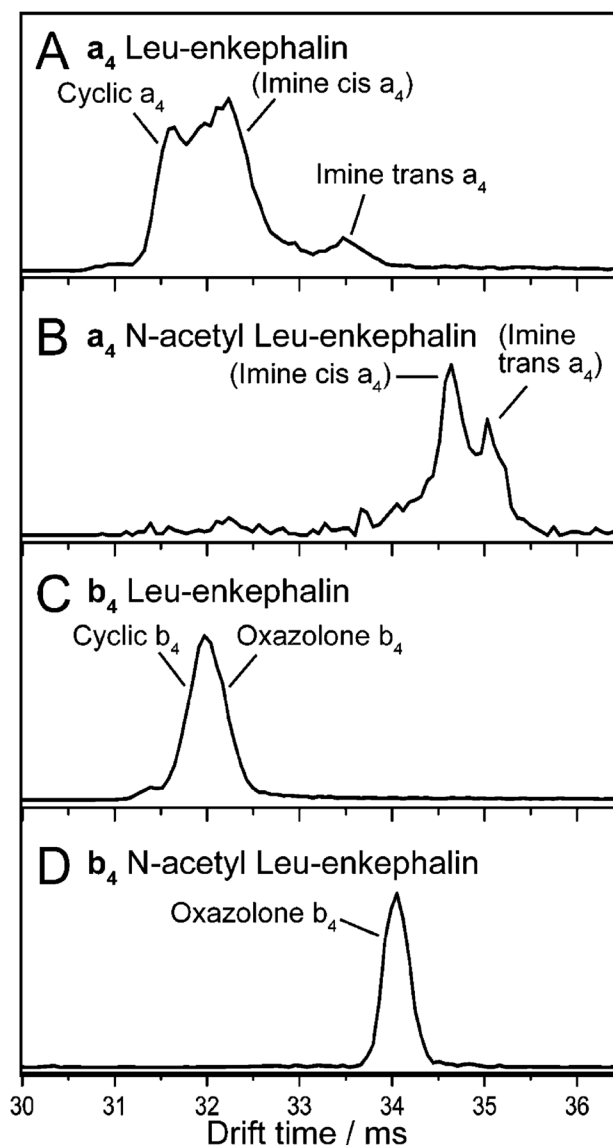 A a₄ Leu-enkephalin
Cyclic a₄
(Imine cis a₄)
Imine trans a₄
B a₄ N-acetyl Leu-enkephalin
(Imine cis a₄)
(Imine
trans a₄)
C b₄ Leu-enkephalin
Cyclic b₄
Oxazolone b₄
D b₄ N-acetyl Leu-enkephalin
Oxazolone b₄
30 31 32 33 34 35 36
Drift time / ms